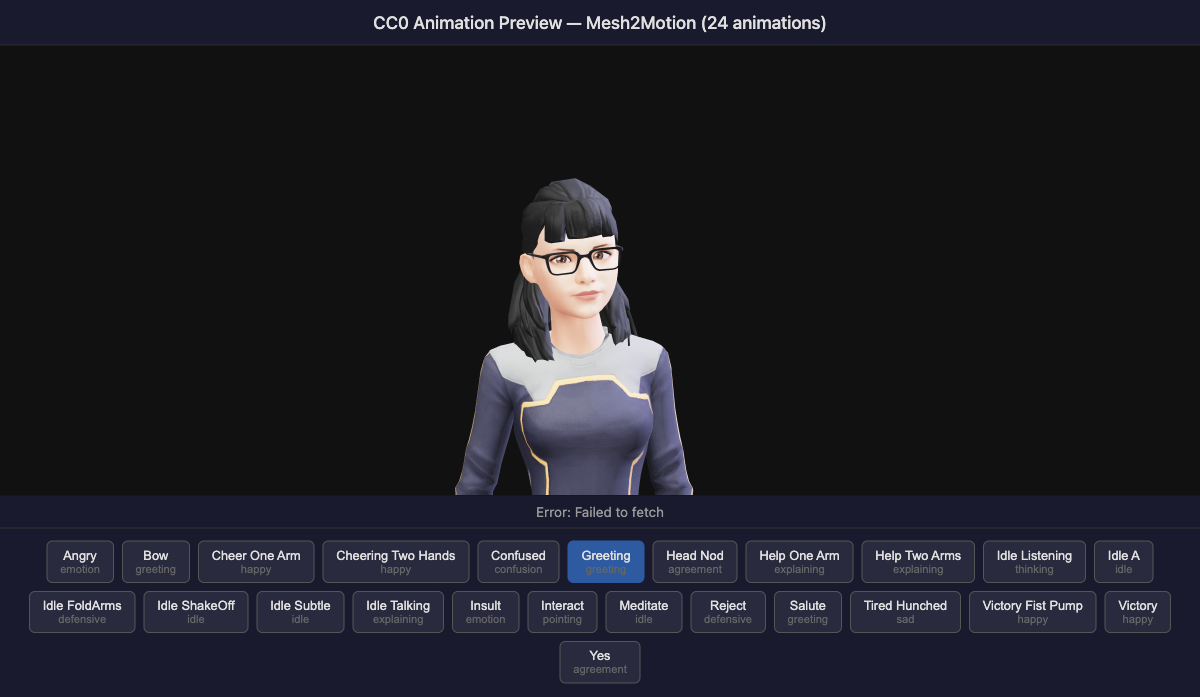 CC0 Animation Preview — Mesh2Motion (24 animations)
Error: Failed to fetch
Angry
emotion
Bow
greeting
Cheer One Arm
happy
Cheering Two Hands
happy
Confused
confusion
Greeting
greeting
Head Nod
agreement
Help One Arm
explaining
Help Two Arms
explaining
Idle Listening
thinking
Idle A
idle
Idle FoldArms
defensive
Idle ShakeOff
idle
Idle Subtle
idle
Idle Talking
explaining
Insult
emotion
Interact
pointing
Meditate
idle
Reject
defensive
Salute
greeting
Tired Hunched
sad
Victory Fist Pump
happy
Victory
happy
Yes
agreement